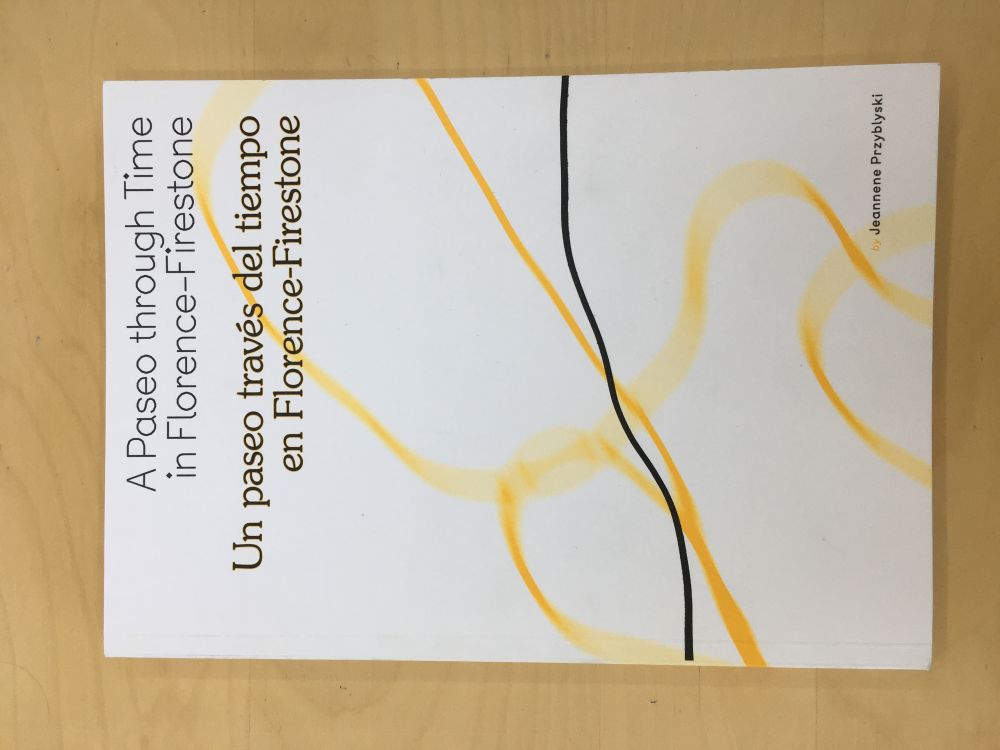 A Paseo through Time
in Florence-Firestone
Un paseo través del tiempo
en Florence-Firestone
by Jeannene Przyblyski